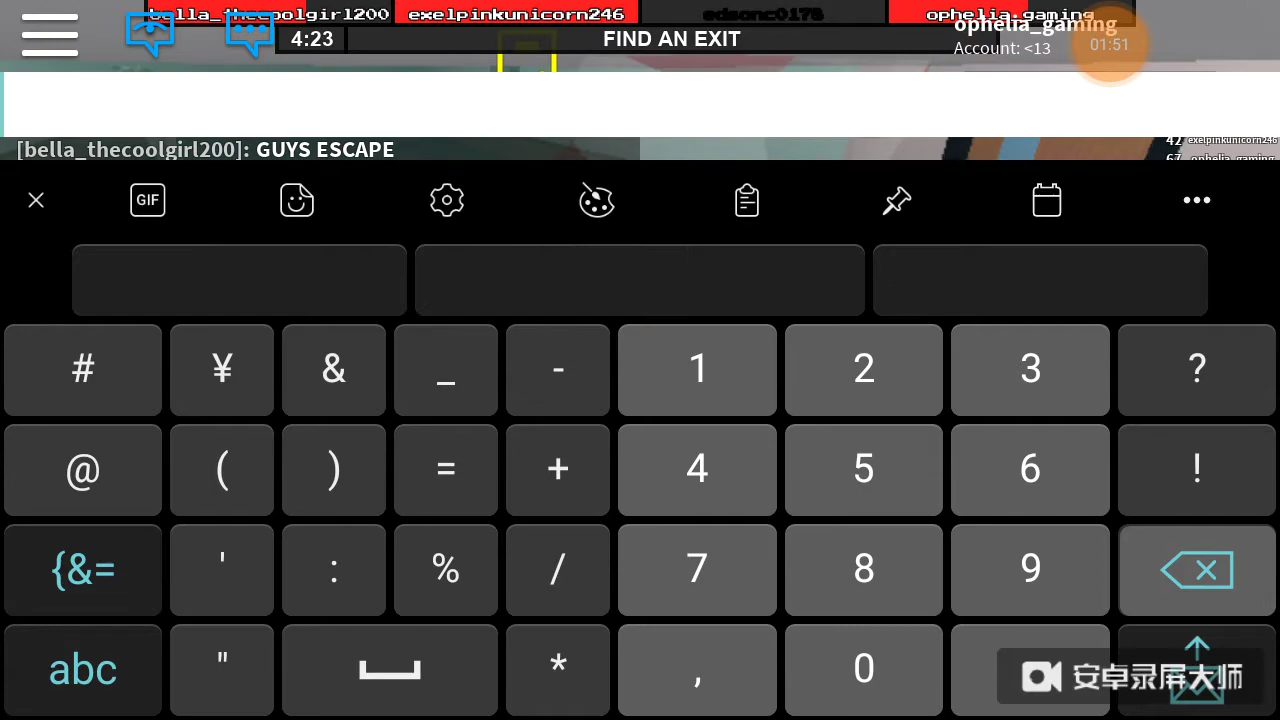 bella_thecoolgirl200 exelpinkunicorn246 edsonc0178 ophelia_gaming
4:23 FIND AN EXIT
ophelia_gaming
Account: <13
01:51
[bella_thecoolgirl200]: GUYS ESCAPE
42 exelpinkunicorn246
67 ophelia_gaming
GIF
# ¥ & _ - 1 2 3 ?
@ ( ) = + 4 5 6 !
{&= ' : % / 7 8 9
abc " * , 0
安卓录屏大师